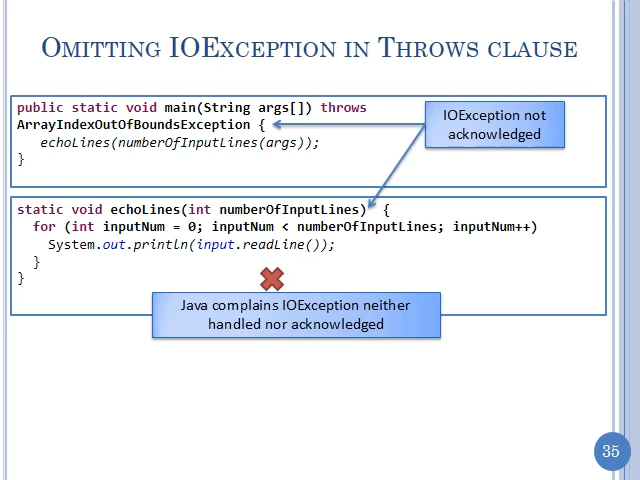 OMITTING IOEXCEPTION IN THROWS CLAUSE
public static void main(String args[]) throws
ArrayIndexOutOfBoundsException {
echoLines(numberOfInputLines(args));
}
IOException not
acknowledged
static void echoLines(int numberOfInputLines) {
for (int inputNum = 0; inputNum < numberOfInputLines; inputNum++)
System.out.println(input.readLine());
}
}
Java complains IOException neither
handled nor acknowledged
35